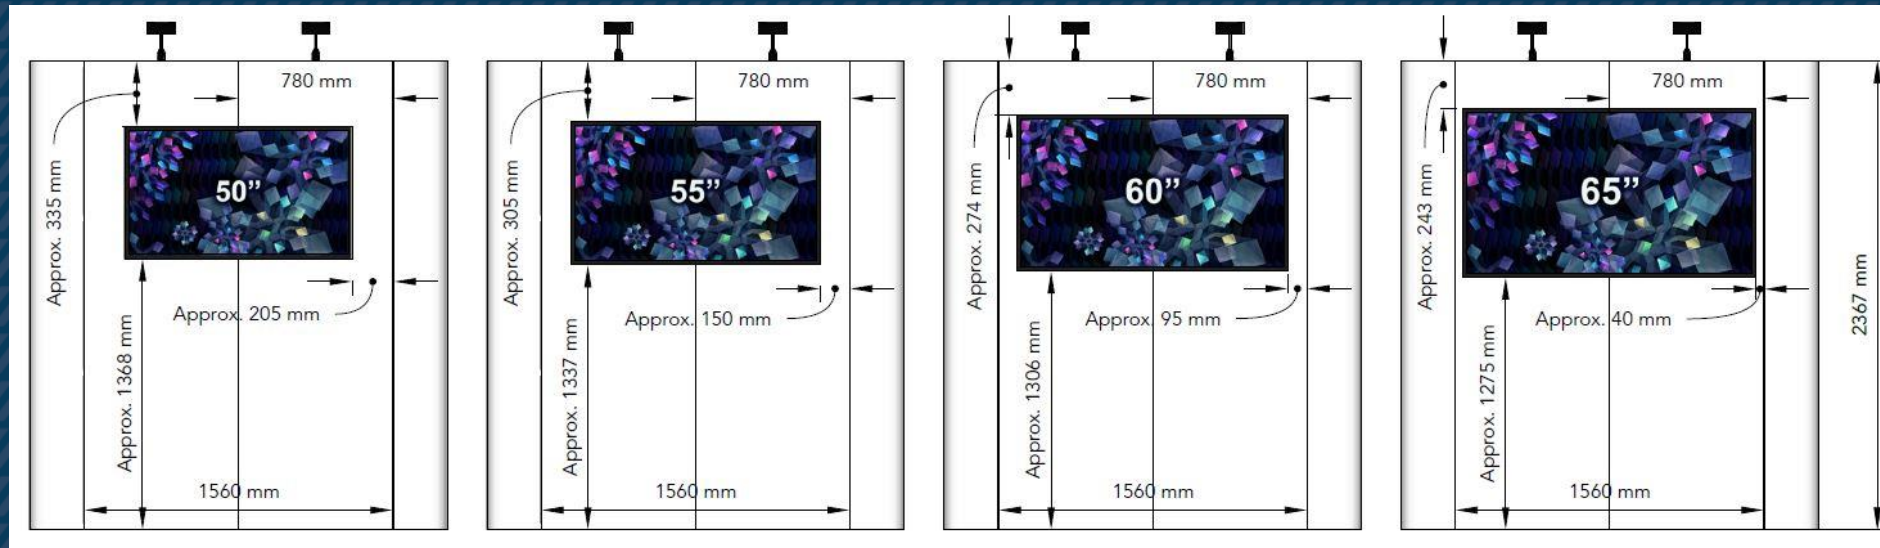 780 mm
Approx. 335 mm
50”
Approx. 205 mm
Approx. 1368 mm
1560 mm
780 mm
Approx. 305 mm
55”
Approx. 150 mm
Approx. 1337 mm
1560 mm
780 mm
Approx. 274 mm
60”
Approx. 95 mm
Approx. 1306 mm
1560 mm
780 mm
Approx. 243 mm
65”
Approx. 40 mm
Approx. 1275 mm
1560 mm
2367 mm